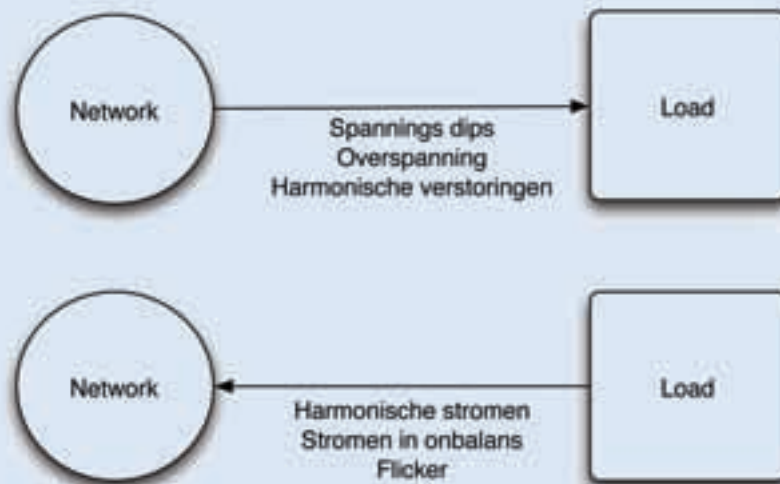 Network
Spannings dips
Overspanning
Harmonische verstoringen
Load
Network
Harmonische stromen
Stromen in onbalans
Flicker
Load